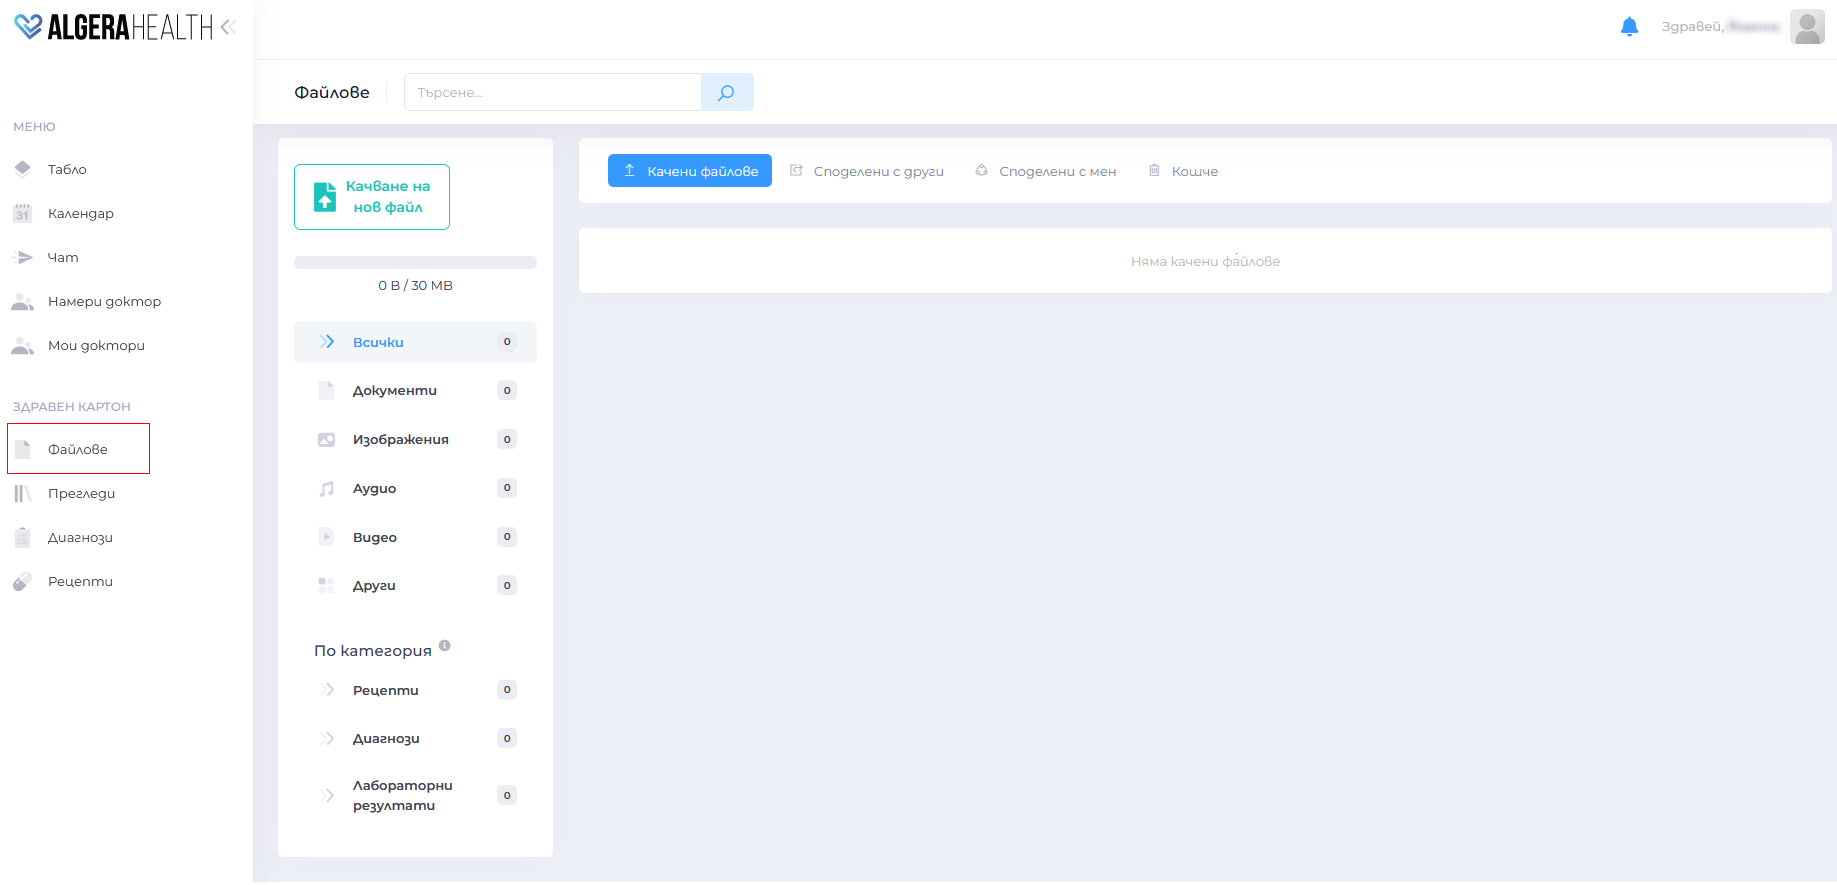 ALGERAHEALTH
Здравей,
Файлове
Търсене...
МЕНЮ
Табло
Календар
31
Чат
Намери доктор
Мои доктори
ЗДРАВЕН КАРТОН
Файлове
Прегледи
Диагнози
Рецепти
Качване на
нов файл
0 B / 30 MB
Всички 0
Документи 0
Изображения 0
Аудио 0
Видео 0
Други 0
По категория
Рецепти 0
Диагнози 0
Лабораторни
резултати 0
Качени файлове Споделени с други Споделени с мен Кошче
Няма качени файлове